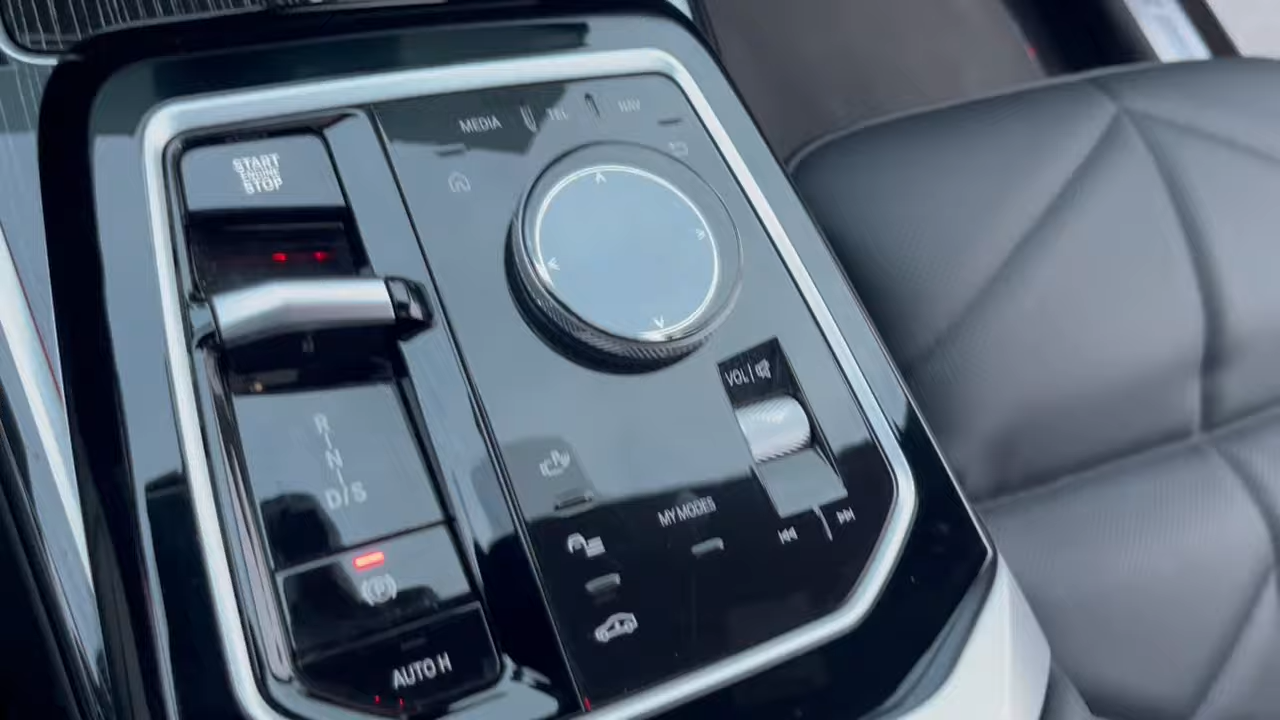 MEDIA
TEL
NAV
START
ENGINE
STOP
VOL
R
N
D/S
MY MODES
(P)
AUTO H